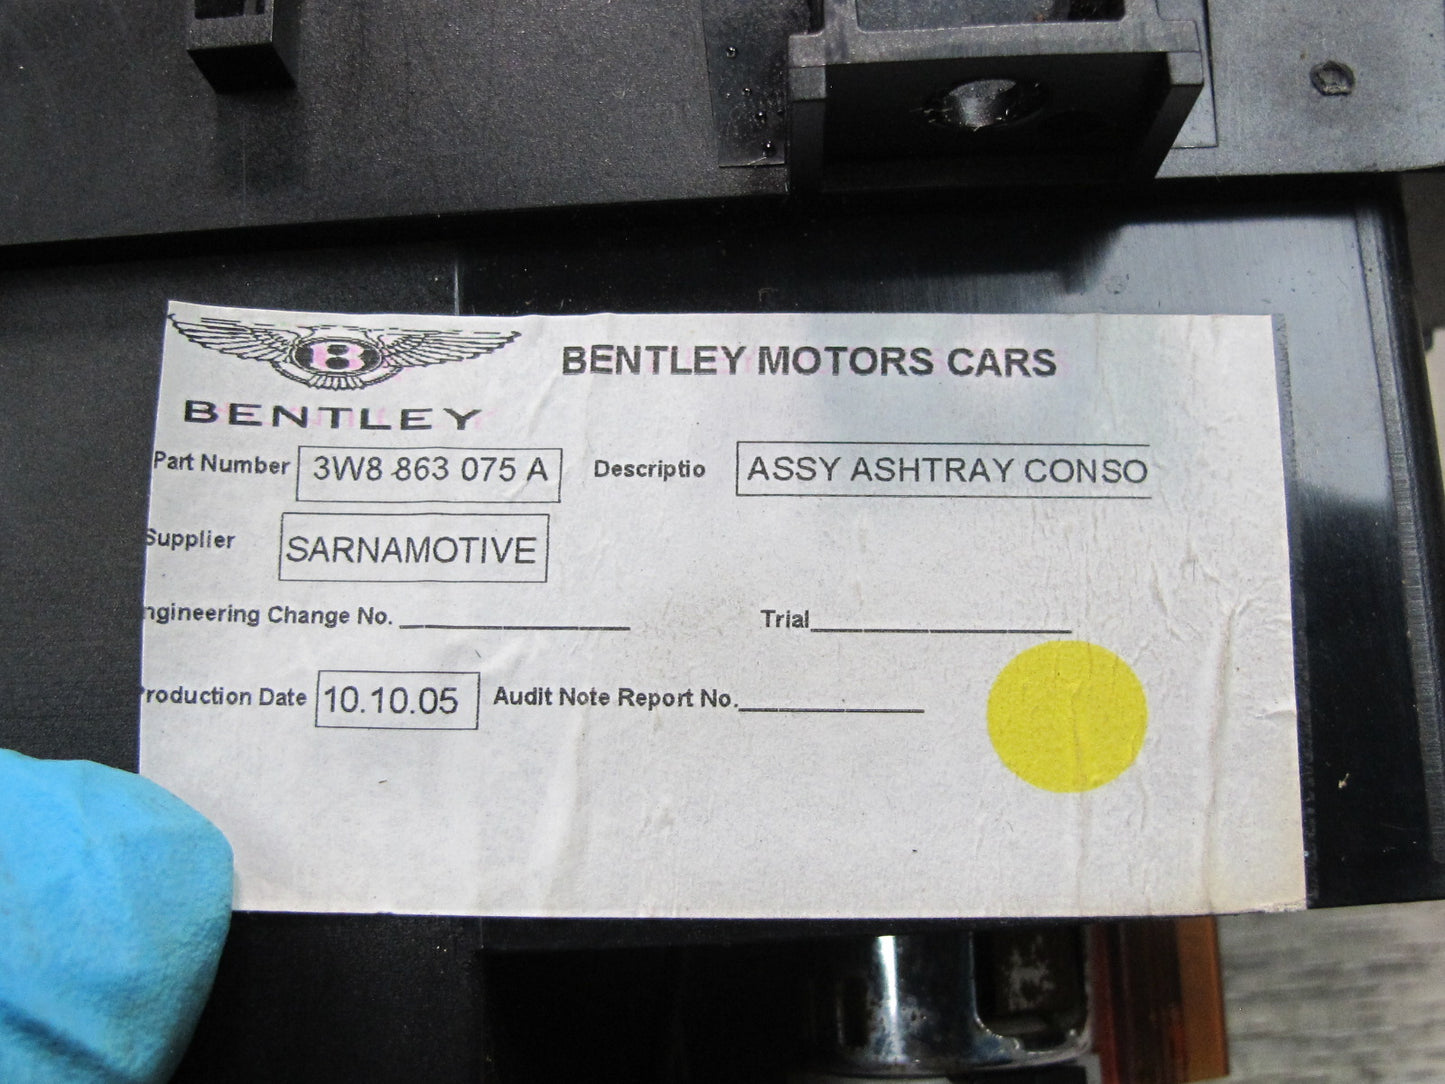 B
BENTLEY MOTORS CARS
BENTLEY
Part Number 3W8 863 075 A Descriptio ASSY ASHTRAY CONSO
Supplier SARNAMOTIVE
ngineering Change No. Trial
roduction Date 10.10.05 Audit Note Report No.